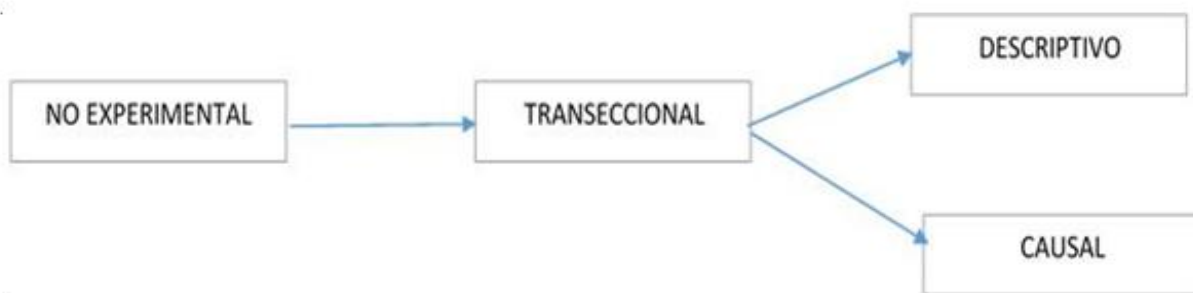 DESCRIPTIVO
NO EXPERIMENTAL
TRANSECCIONAL
CAUSAL